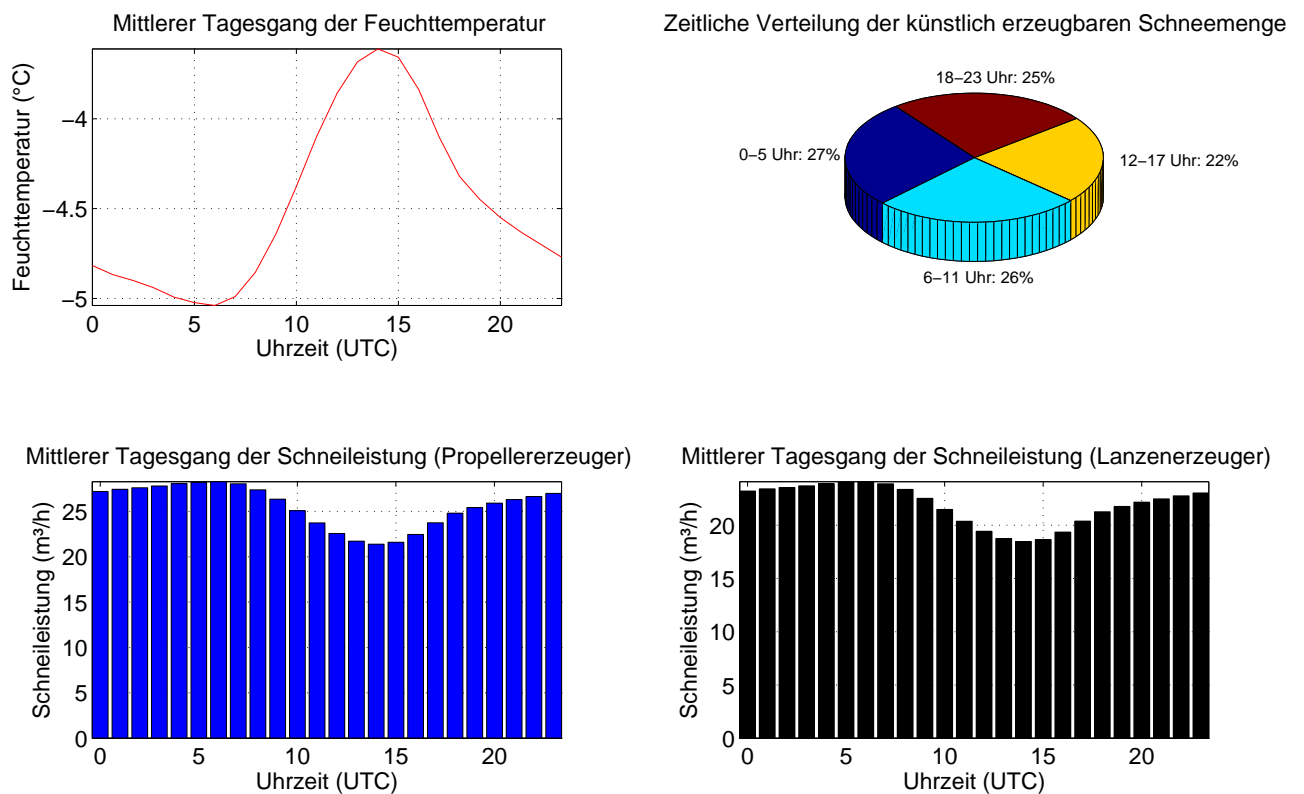 Mittlerer Tagesgang der Feuchttemperatur
Feuchttemperatur (°C)
−4
−4.5
−5
0 5 10 15 20
Uhrzeit (UTC)
Zeitliche Verteilung der künstlich erzeugbaren Schneemenge
18−23 Uhr: 25%
0−5 Uhr: 27%
12−17 Uhr: 22%
6−11 Uhr: 26%
Mittlerer Tagesgang der Schneileistung (Propellererzeuger)
Schneileistung (m³/h)
25
20
15
10
5
0
0 5 10 15 20
Uhrzeit (UTC)
Mittlerer Tagesgang der Schneileistung (Lanzenerzeuger)
Schneileistung (m³/h)
20
15
10
5
0
0 5 10 15 20
Uhrzeit (UTC)